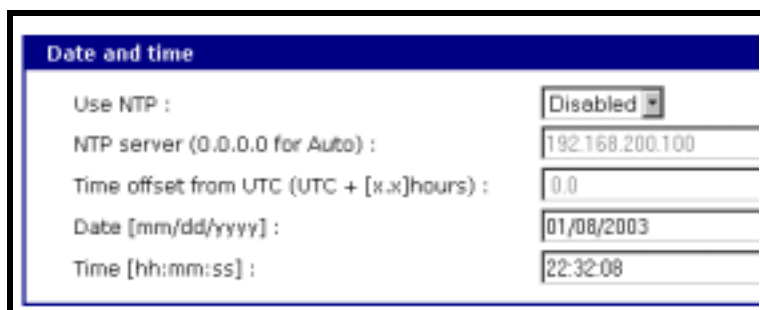 Date and time
Use NTP : Disabled
NTP server (0.0.0.0 for Auto) : 192.168.200.100
Time offset from UTC (UTC + [x.x]hours) : 0.0
Date [mm/dd/yyyy] : 01/08/2003
Time [hh:mm:ss] : 22:32:08